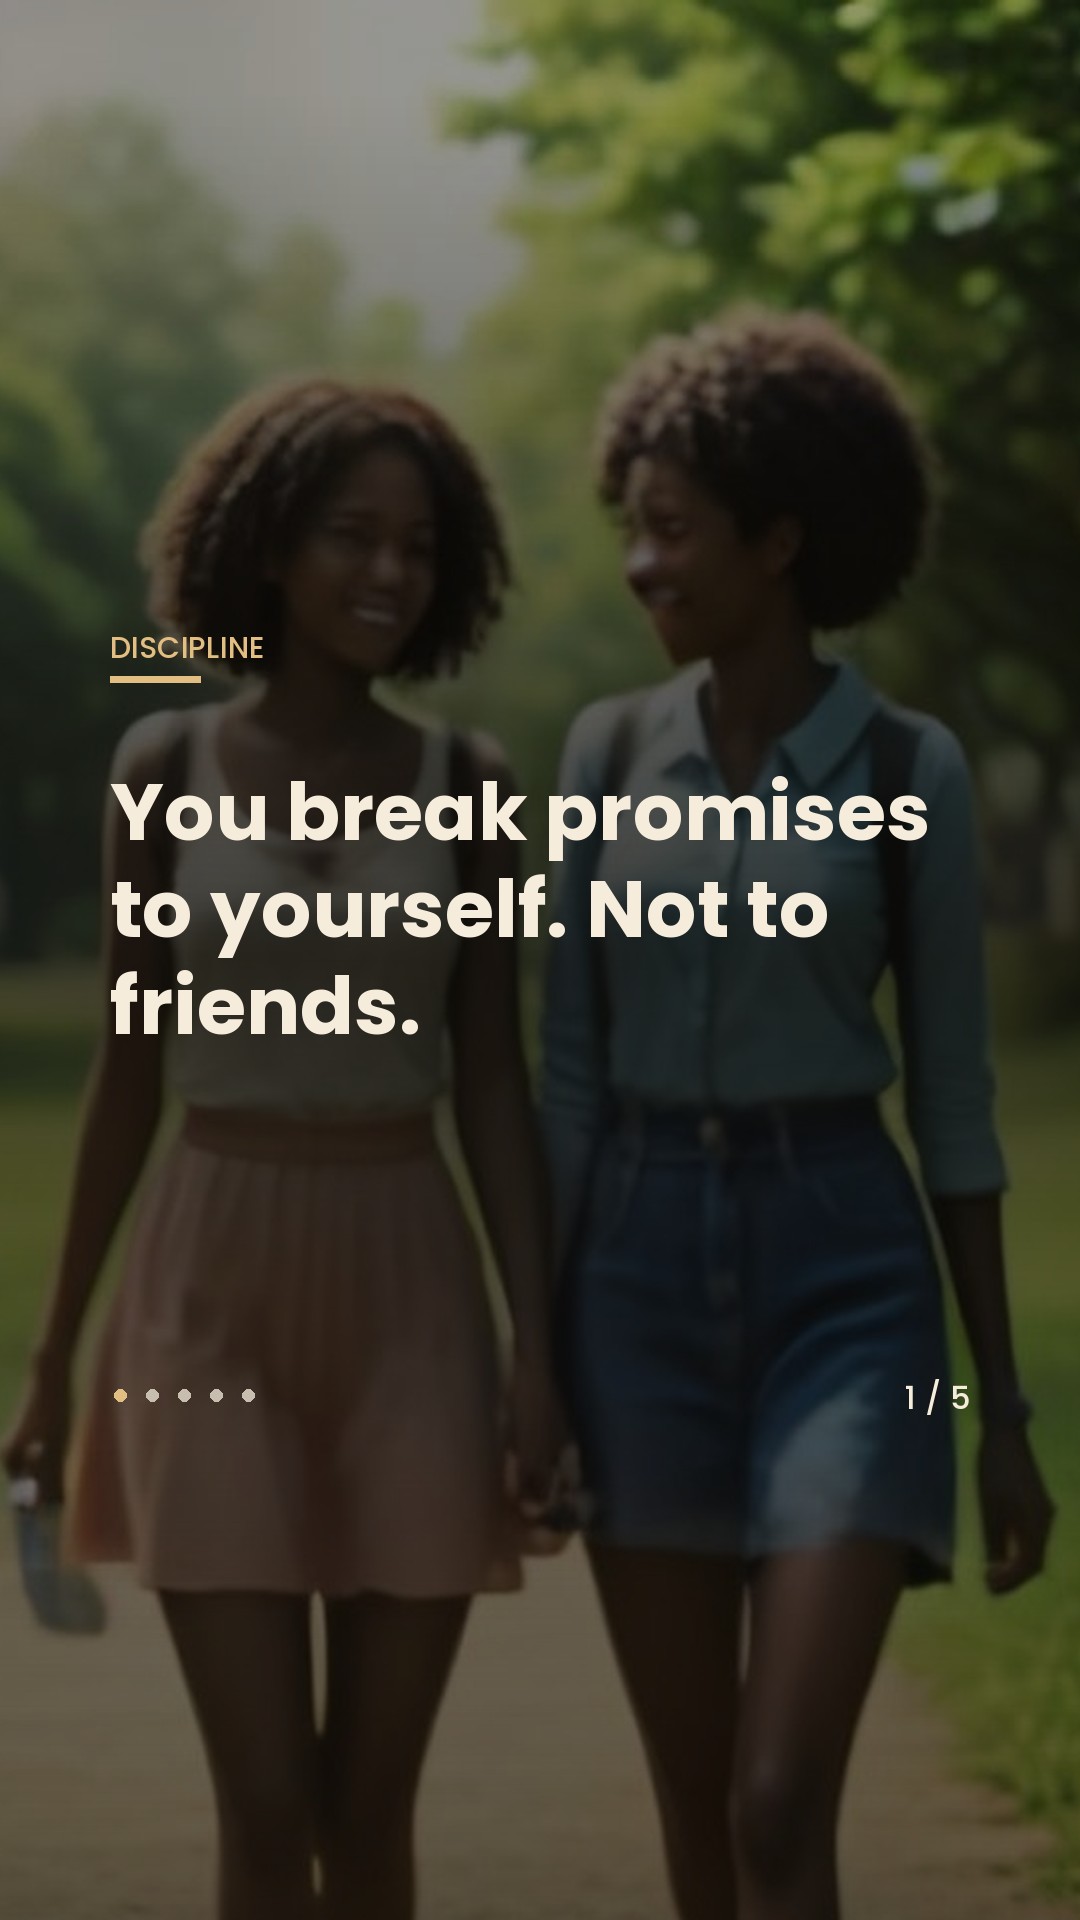 DISCIPLINE
You break promises
to yourself. Not to
friends.
1 / 5